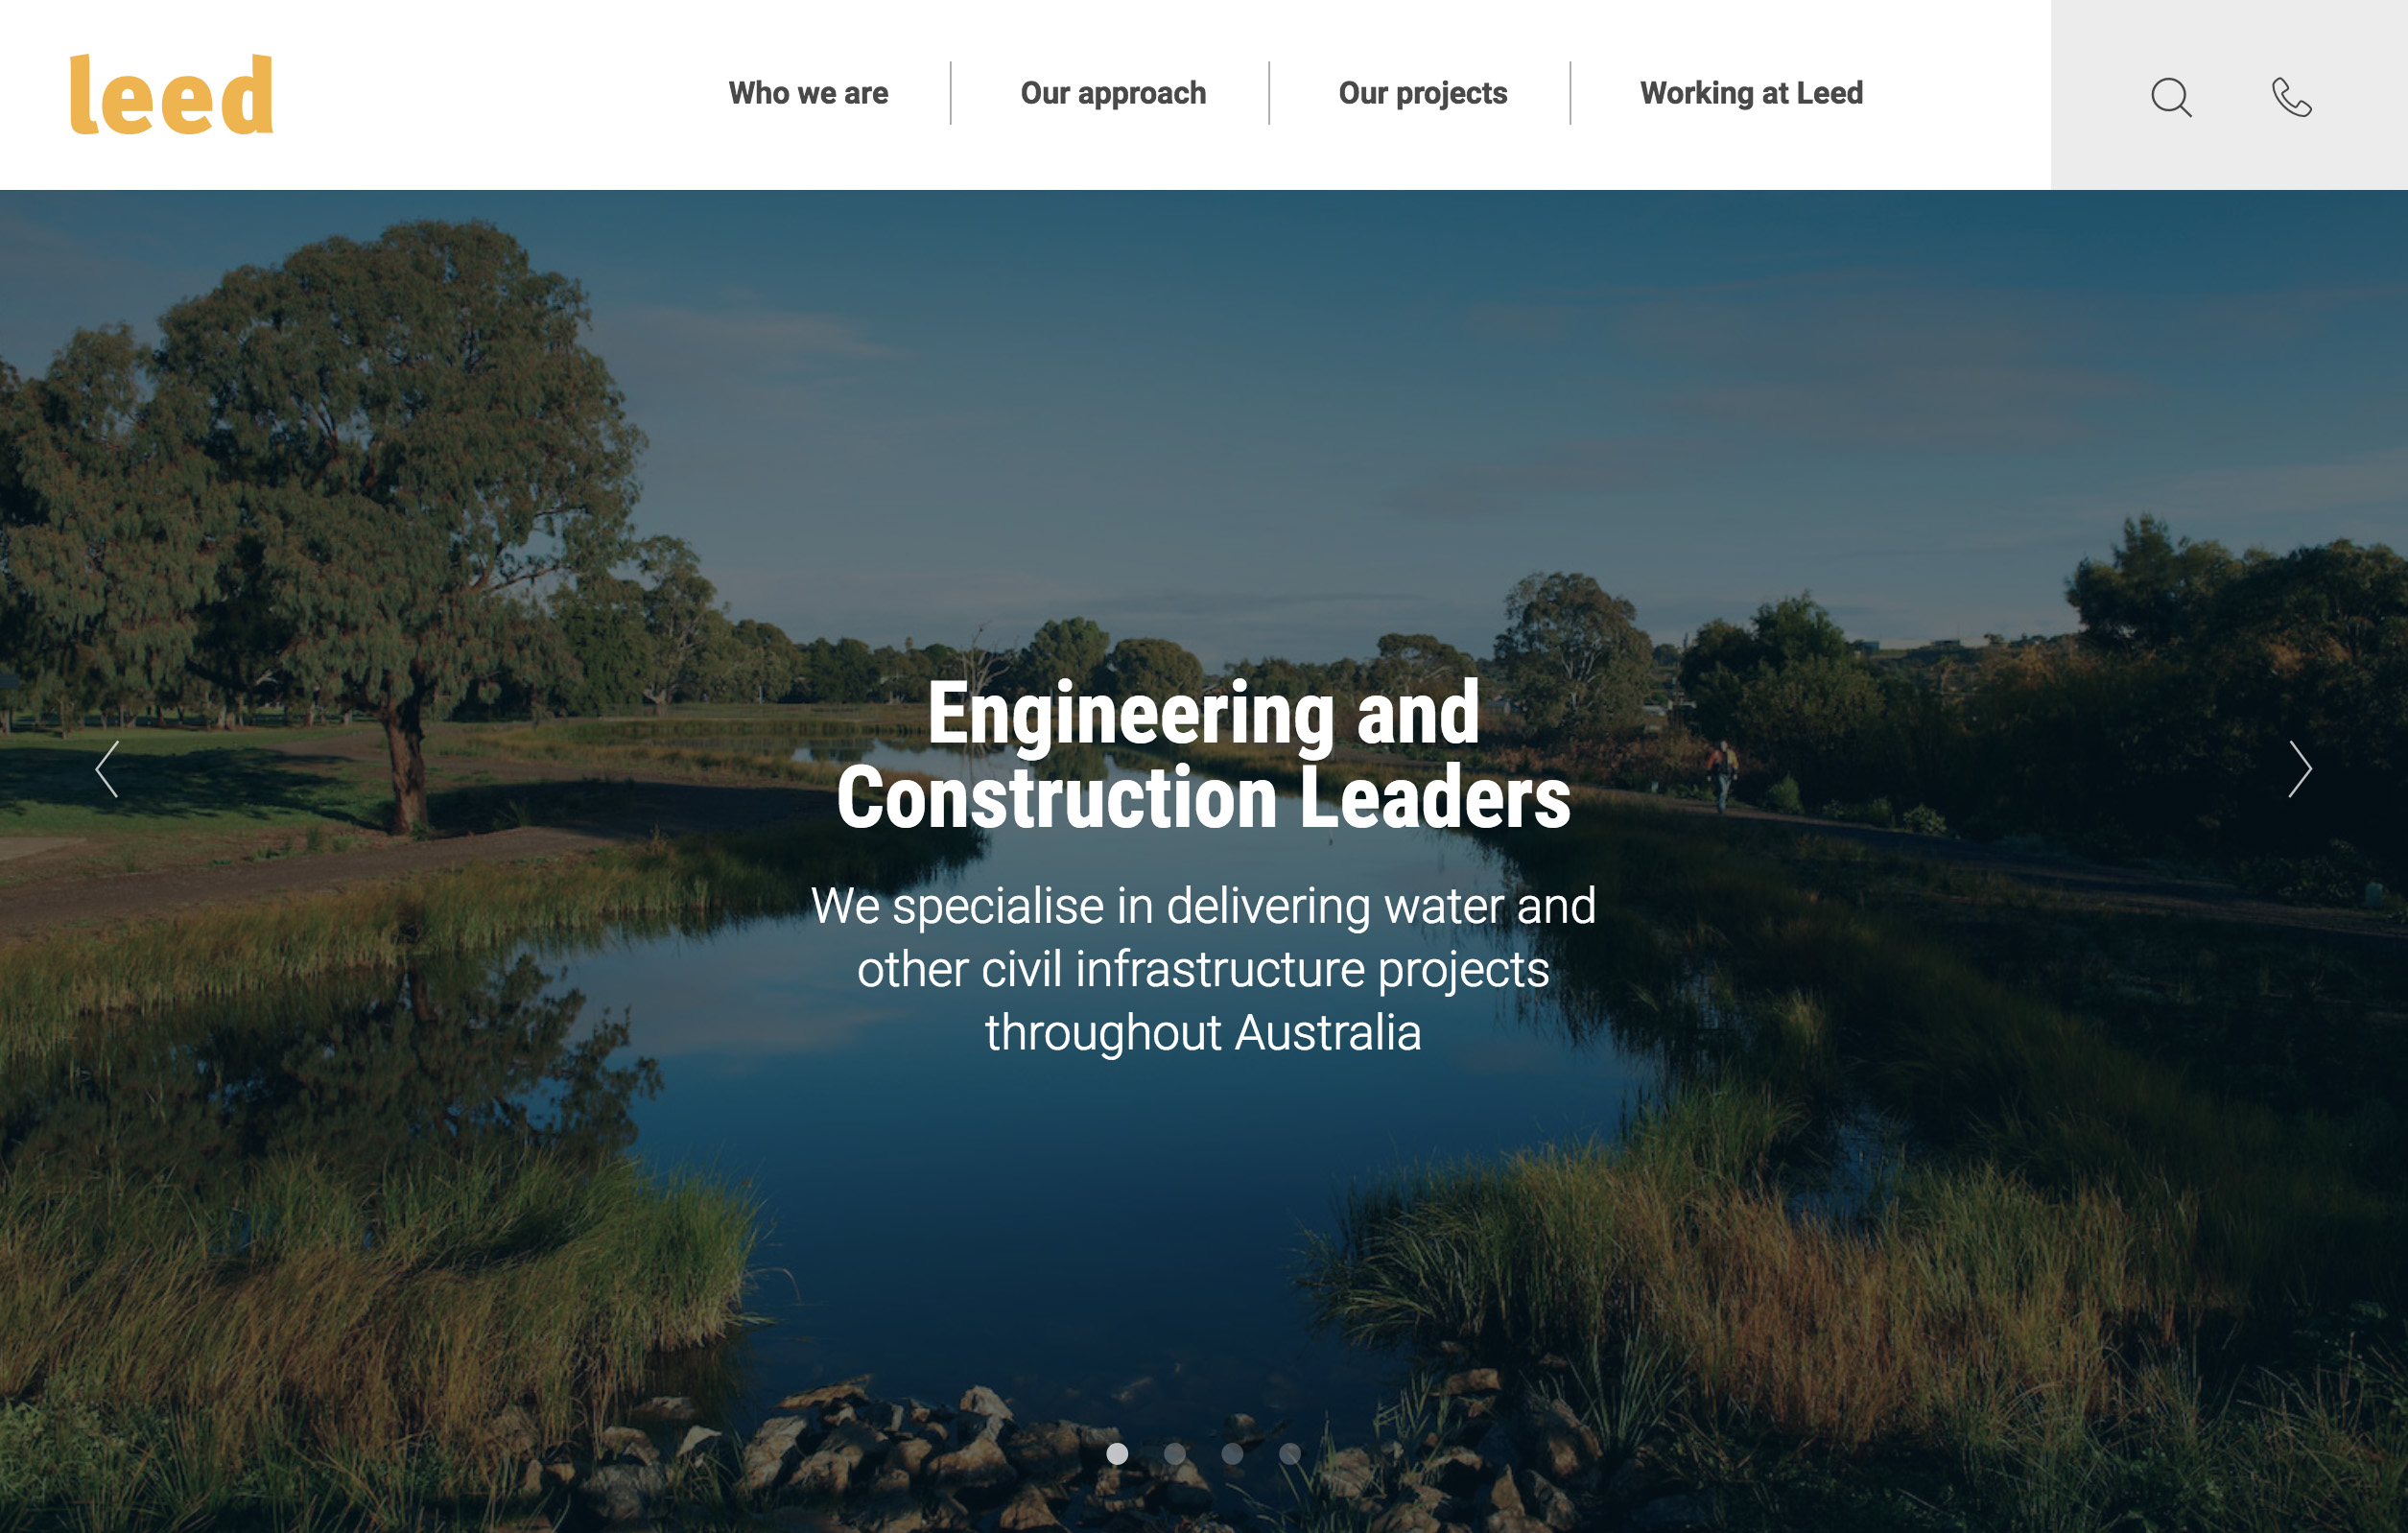 leed
Who we are
Our approach
Our projects
Working at Leed
Engineering and
Construction Leaders
We specialise in delivering water and
other civil infrastructure projects
throughout Australia